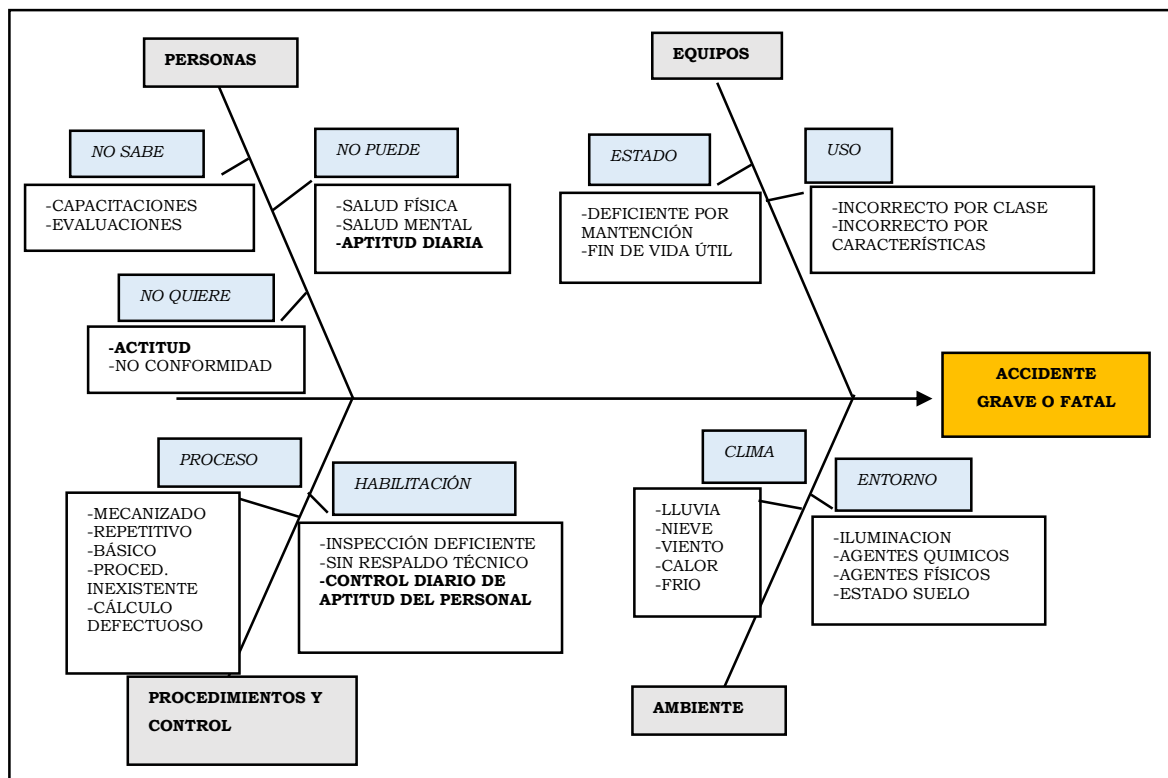 PERSONAS
EQUIPOS
NO SABE
NO PUEDE
-CAPACITACIONES
-EVALUACIONES
-SALUD FÍSICA
-SALUD MENTAL
-APTITUD DIARIA
NO QUIERE
-ACTITUD
-NO CONFORMIDAD
ESTADO
USO
-DEFICIENTE POR
MANTENCIÓN
-FIN DE VIDA ÚTIL
-INCORRECTO POR CLASE
-INCORRECTO POR
CARACTERÍSTICAS
ACCIDENTE
GRAVE O FATAL
PROCESO
HABILITACIÓN
-MECANIZADO
-REPETITIVO
-BÁSICO
-PROCED.
INEXISTENTE
-CÁLCULO
DEFECTUOSO
-INSPECCIÓN DEFICIENTE
-SIN RESPALDO TÉCNICO
-CONTROL DIARIO DE
APTITUD DEL PERSONAL
CLIMA
ENTORNO
-LLUVIA
-NIEVE
-VIENTO
-CALOR
-FRIO
-ILUMINACION
-AGENTES QUIMICOS
-AGENTES FÍSICOS
-ESTADO SUELO
PROCEDIMIENTOS Y
CONTROL
AMBIENTE